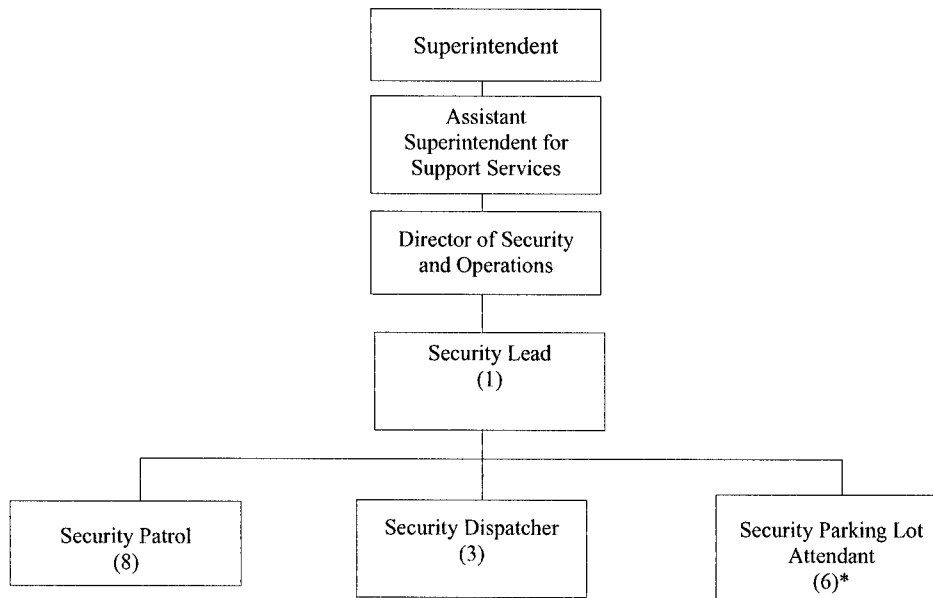 Superintendent
Assistant
Superintendent for
Support Services
Director of Security
and Operations
Security Lead
(1)
Security Patrol
(8)
Security Dispatcher
(3)
Security Parking Lot
Attendant
(6)*